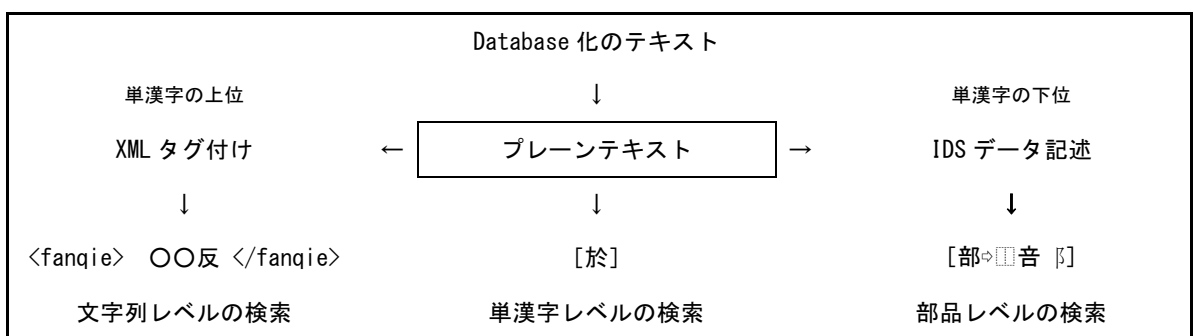 Database 化のテキスト
単漢字の上位 ↓ 単漢字の下位
XML タグ付け ← プレーンテキスト → IDS データ記述
↓ ↓ ↓
<fanqie> 〇〇反 </fanqie> [於] [部⇨⿰音⻏]
文字列レベルの検索 単漢字レベルの検索 部品レベルの検索